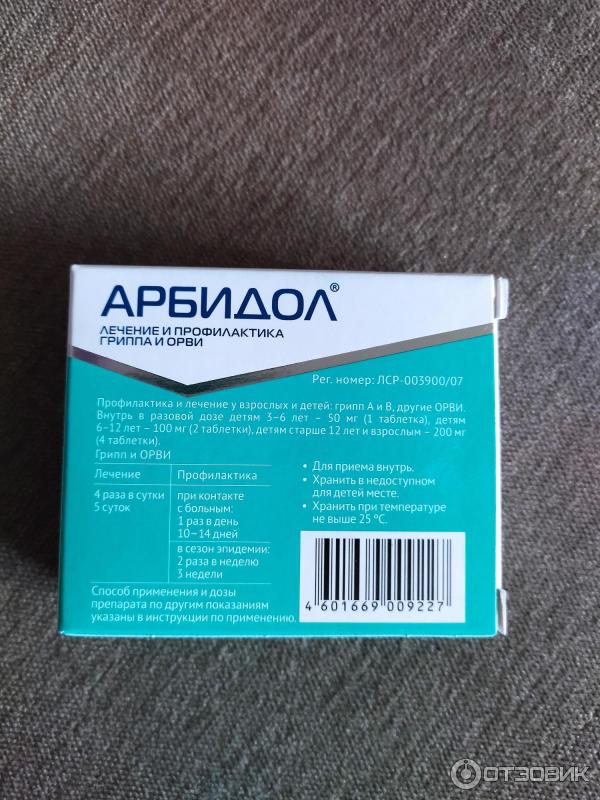 АРБИДОЛ®
ЛЕЧЕНИЕ И ПРОФИЛАКТИКА
ГРИППА И ОРВИ
Рег. номер: ЛСР-003900/07
Профилактика и лечение у взрослых и детей: грипп А и В, другие ОРВИ.
Внутрь в разовой дозе детям 3–6 лет – 50 мг (1 таблетка), детям
6–12 лет – 100 мг (2 таблетки), детям старше 12 лет и взрослым – 200 мг
(4 таблетки).
Грипп и ОРВИ
Лечение
Профилактика
4 раза в сутки
5 суток
при контакте
с больным:
1 раз в день
10–14 дней
в сезон эпидемии:
2 раза в неделю
3 недели
Способ применения и дозы
препарата по другим показаниям
указаны в инструкции по применению.
• Для приема внутрь.
• Хранить в недоступном
для детей месте.
• Хранить при температуре
не выше 25 ºС.
4 601669 009227
ОТЗОВИК